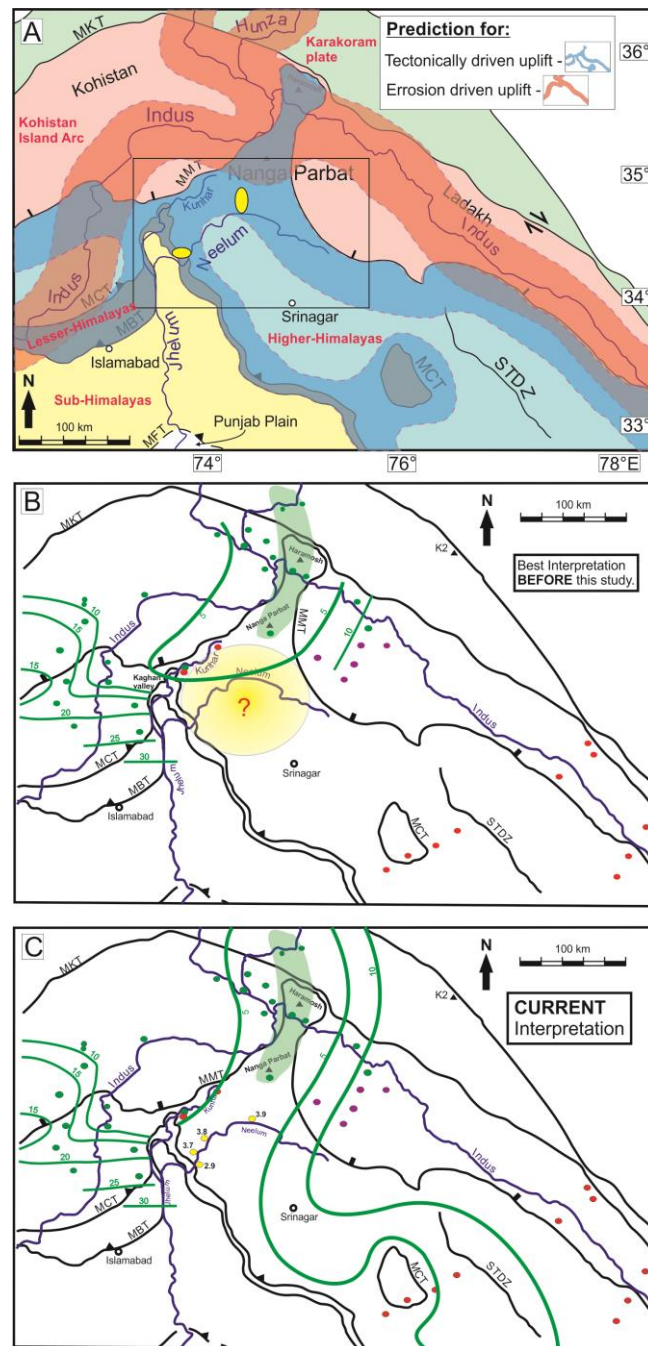 A
MKT
Hunza
Karakoram
plate
Prediction for:
Tectonically driven uplift -
Errosion driven uplift -
36°
Kohistan
Haramosh
Kohistan
Island Arc
Indus
35°
MMT
Nanga Parbat
Kunhar
Ladakh
Indus
Neelum
Indus
MCT
34°
Srinagar
Lesser-Himalayas
MBT
Islamabad
Jhelum
Higher-Himalayas
MCT
STDZ
N
Sub-Himalayas
100 km
Punjab Plain
MFT
33°
74°
76°
78°E
B
MKT
N
100 km
K2
Haramosh
Best Interpretation
BEFORE this study.
5
10
Indus
Nanga Parbat
MMT
5
10
15
15
Kunhar
Kaghan
valley
Neelum
20
?
Indus
25
MCT
30
Srinagar
MBT
Jhelum
Islamabad
MCT
STDZ
C
MKT
10
N
100 km
K2
5
Haramosh
CURRENT
Interpretation
5
10
Indus
Nanga Parbat
MMT
15
15
Kunhar
3.9
20
3.8
Neelum
3.7
2.9
Indus
25
MCT
30
Jhelum
Srinagar
MBT
Islamabad
MCT
STDZ